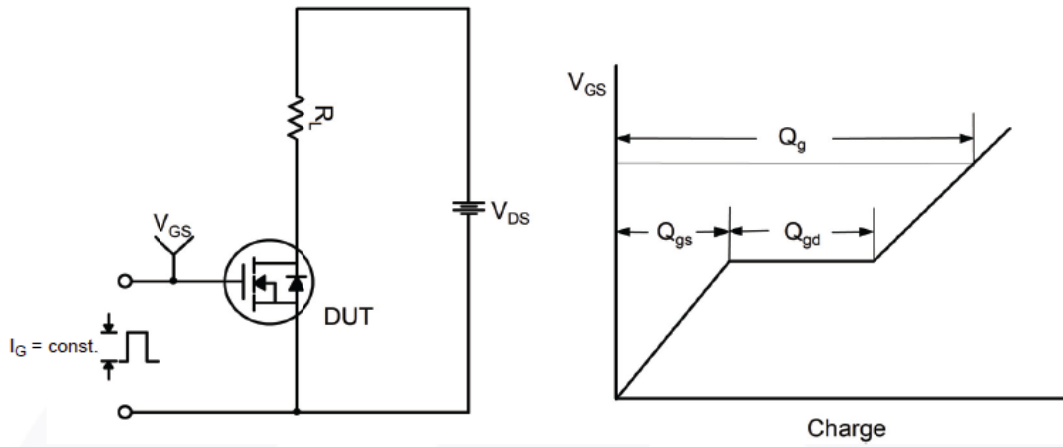 R_L
V_GS
V_DS
DUT
I_G = const.
V_GS
Q_g
Q_gs
Q_gd
Charge